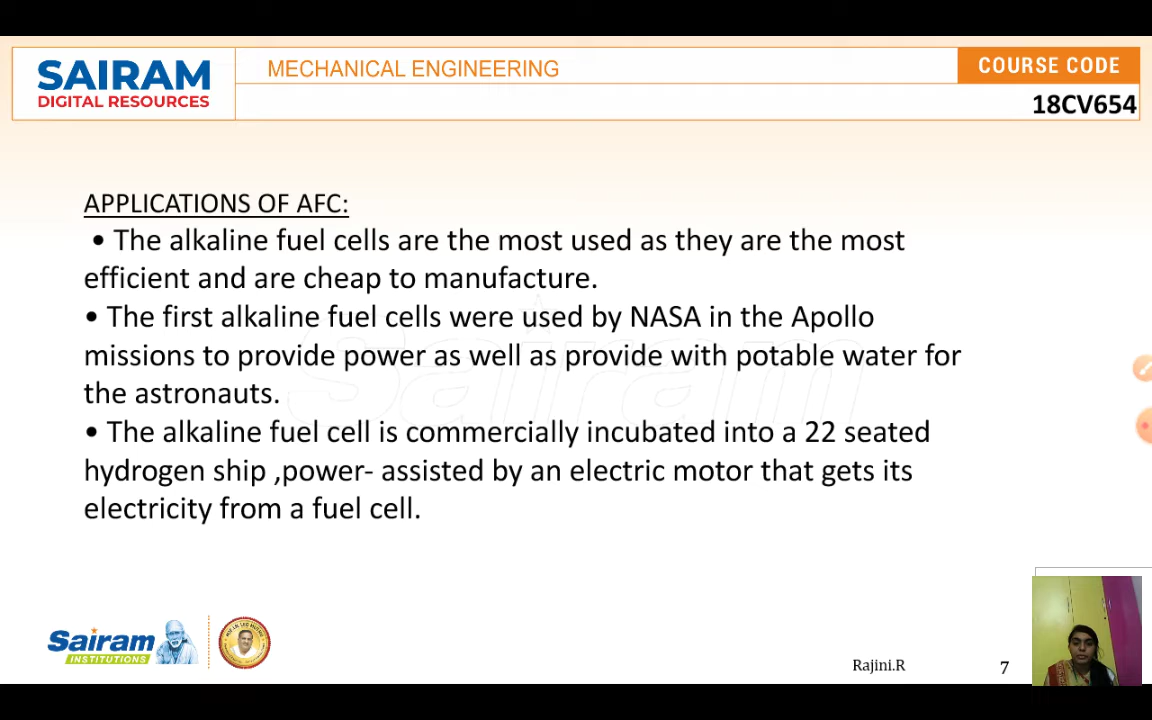 SAIRAM
DIGITAL RESOURCES
MECHANICAL ENGINEERING
COURSE CODE
18CV654
APPLICATIONS OF AFC:
• The alkaline fuel cells are the most used as they are the most
efficient and are cheap to manufacture.
• The first alkaline fuel cells were used by NASA in the Apollo
missions to provide power as well as provide with potable water for
the astronauts.
• The alkaline fuel cell is commercially incubated into a 22 seated
hydrogen ship ,power- assisted by an electric motor that gets its
electricity from a fuel cell.
Sairam
Sairam
INSTITUTIONS
Rajini.R
7